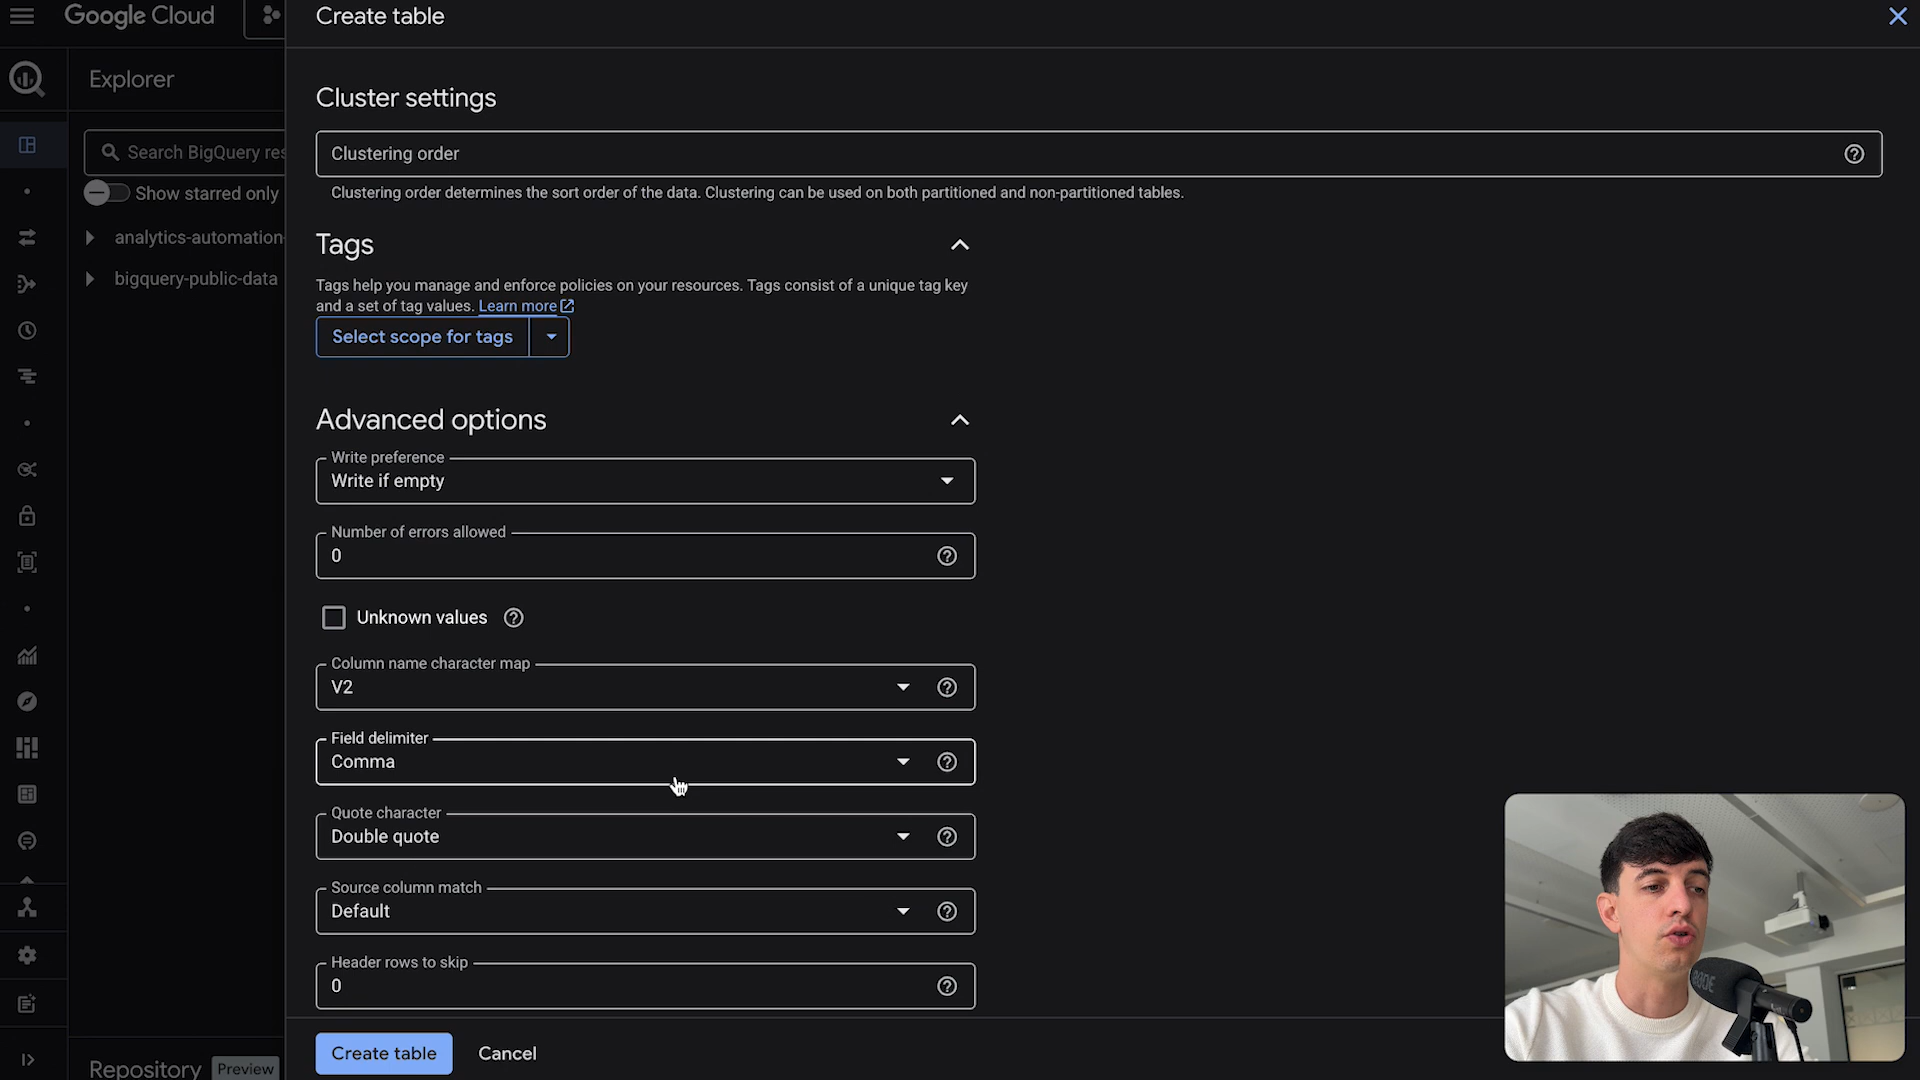 Google Cloud
Create table
Explorer
Search BigQuery res
Show starred only
analytics-automation-
bigquery-public-data
Repository
Preview
Cluster settings
Clustering order
Clustering order determines the sort order of the data. Clustering can be used on both partitioned and non-partitioned tables.
Tags
Tags help you manage and enforce policies on your resources. Tags consist of a unique tag key
and a set of tag values. Learn more
Select scope for tags
Advanced options
Write preference
Write if empty
Number of errors allowed
0
Unknown values
Column name character map
V2
Field delimiter
Comma
Quote character
Double quote
Source column match
Default
Header rows to skip
0
Create table
Cancel
RODE